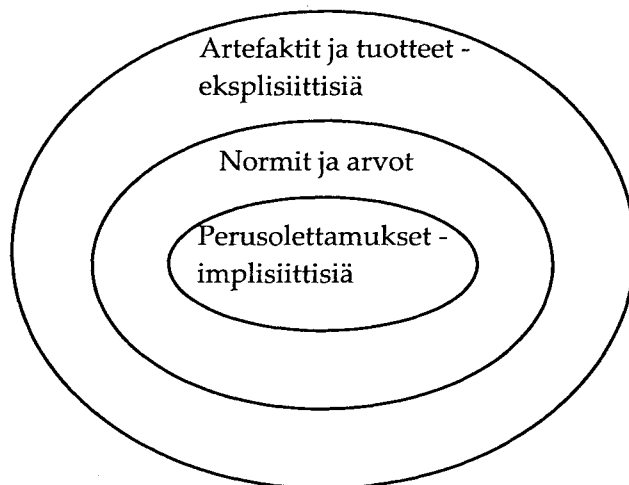 Artefaktit ja tuotteet -
eksplisiittisiä
Normit ja arvot
Perusolettamukset -
implisiittisiä